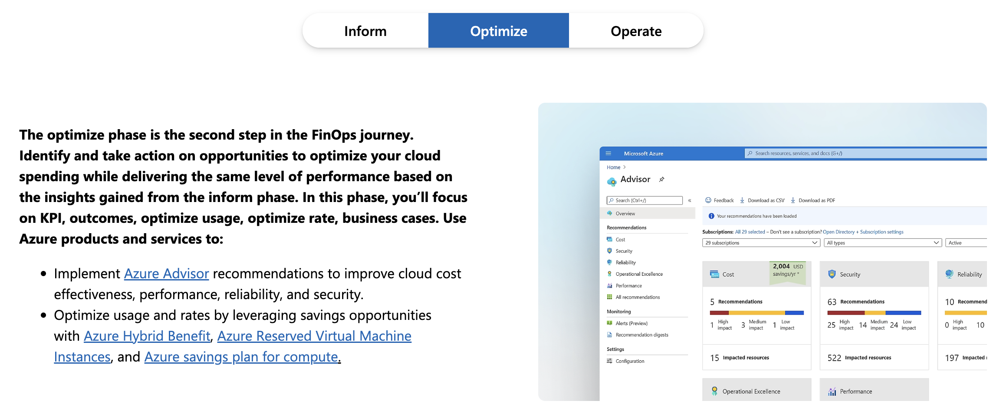 Inform
Optimize
Operate
The optimize phase is the second step in the FinOps journey.
Identify and take action on opportunities to optimize your cloud
spending while delivering the same level of performance based on
the insights gained from the inform phase. In this phase, you’ll focus
on KPI, outcomes, optimize usage, optimize rate, business cases. Use
Azure products and services to:
• Implement Azure Advisor recommendations to improve cloud cost
effectiveness, performance, reliability, and security.
• Optimize usage and rates by leveraging savings opportunities
with Azure Hybrid Benefit, Azure Reserved Virtual Machine
Instances, and Azure savings plan for compute.
Microsoft Azure
Search resources, services, and docs (G+/)
Home >
Advisor
Search (Ctrl+/)
«
Overview
Recommendations
Cost
Security
Reliability
Operational Excellence
Performance
All recommendations
Monitoring
Alerts (Preview)
Recommendation digests
Settings
Configuration
Feedback
Download as CSV
Download as PDF
Your recommendations have been loaded
Subscriptions: All 29 selected – Don't see a subscription? Open Directory + Subscription settings
29 subscriptions
All types
Active
Cost
2,004 USD
savings/yr *
5 Recommendations
1 High impact
3 Medium impact
1 Low impact
15 Impacted resources
Security
63 Recommendations
25 High impact
14 Medium impact
24 Low impact
522 Impacted resources
Reliability
10 Recommend
0 High impact
10
197 Impacted
Operational Excellence
Performance